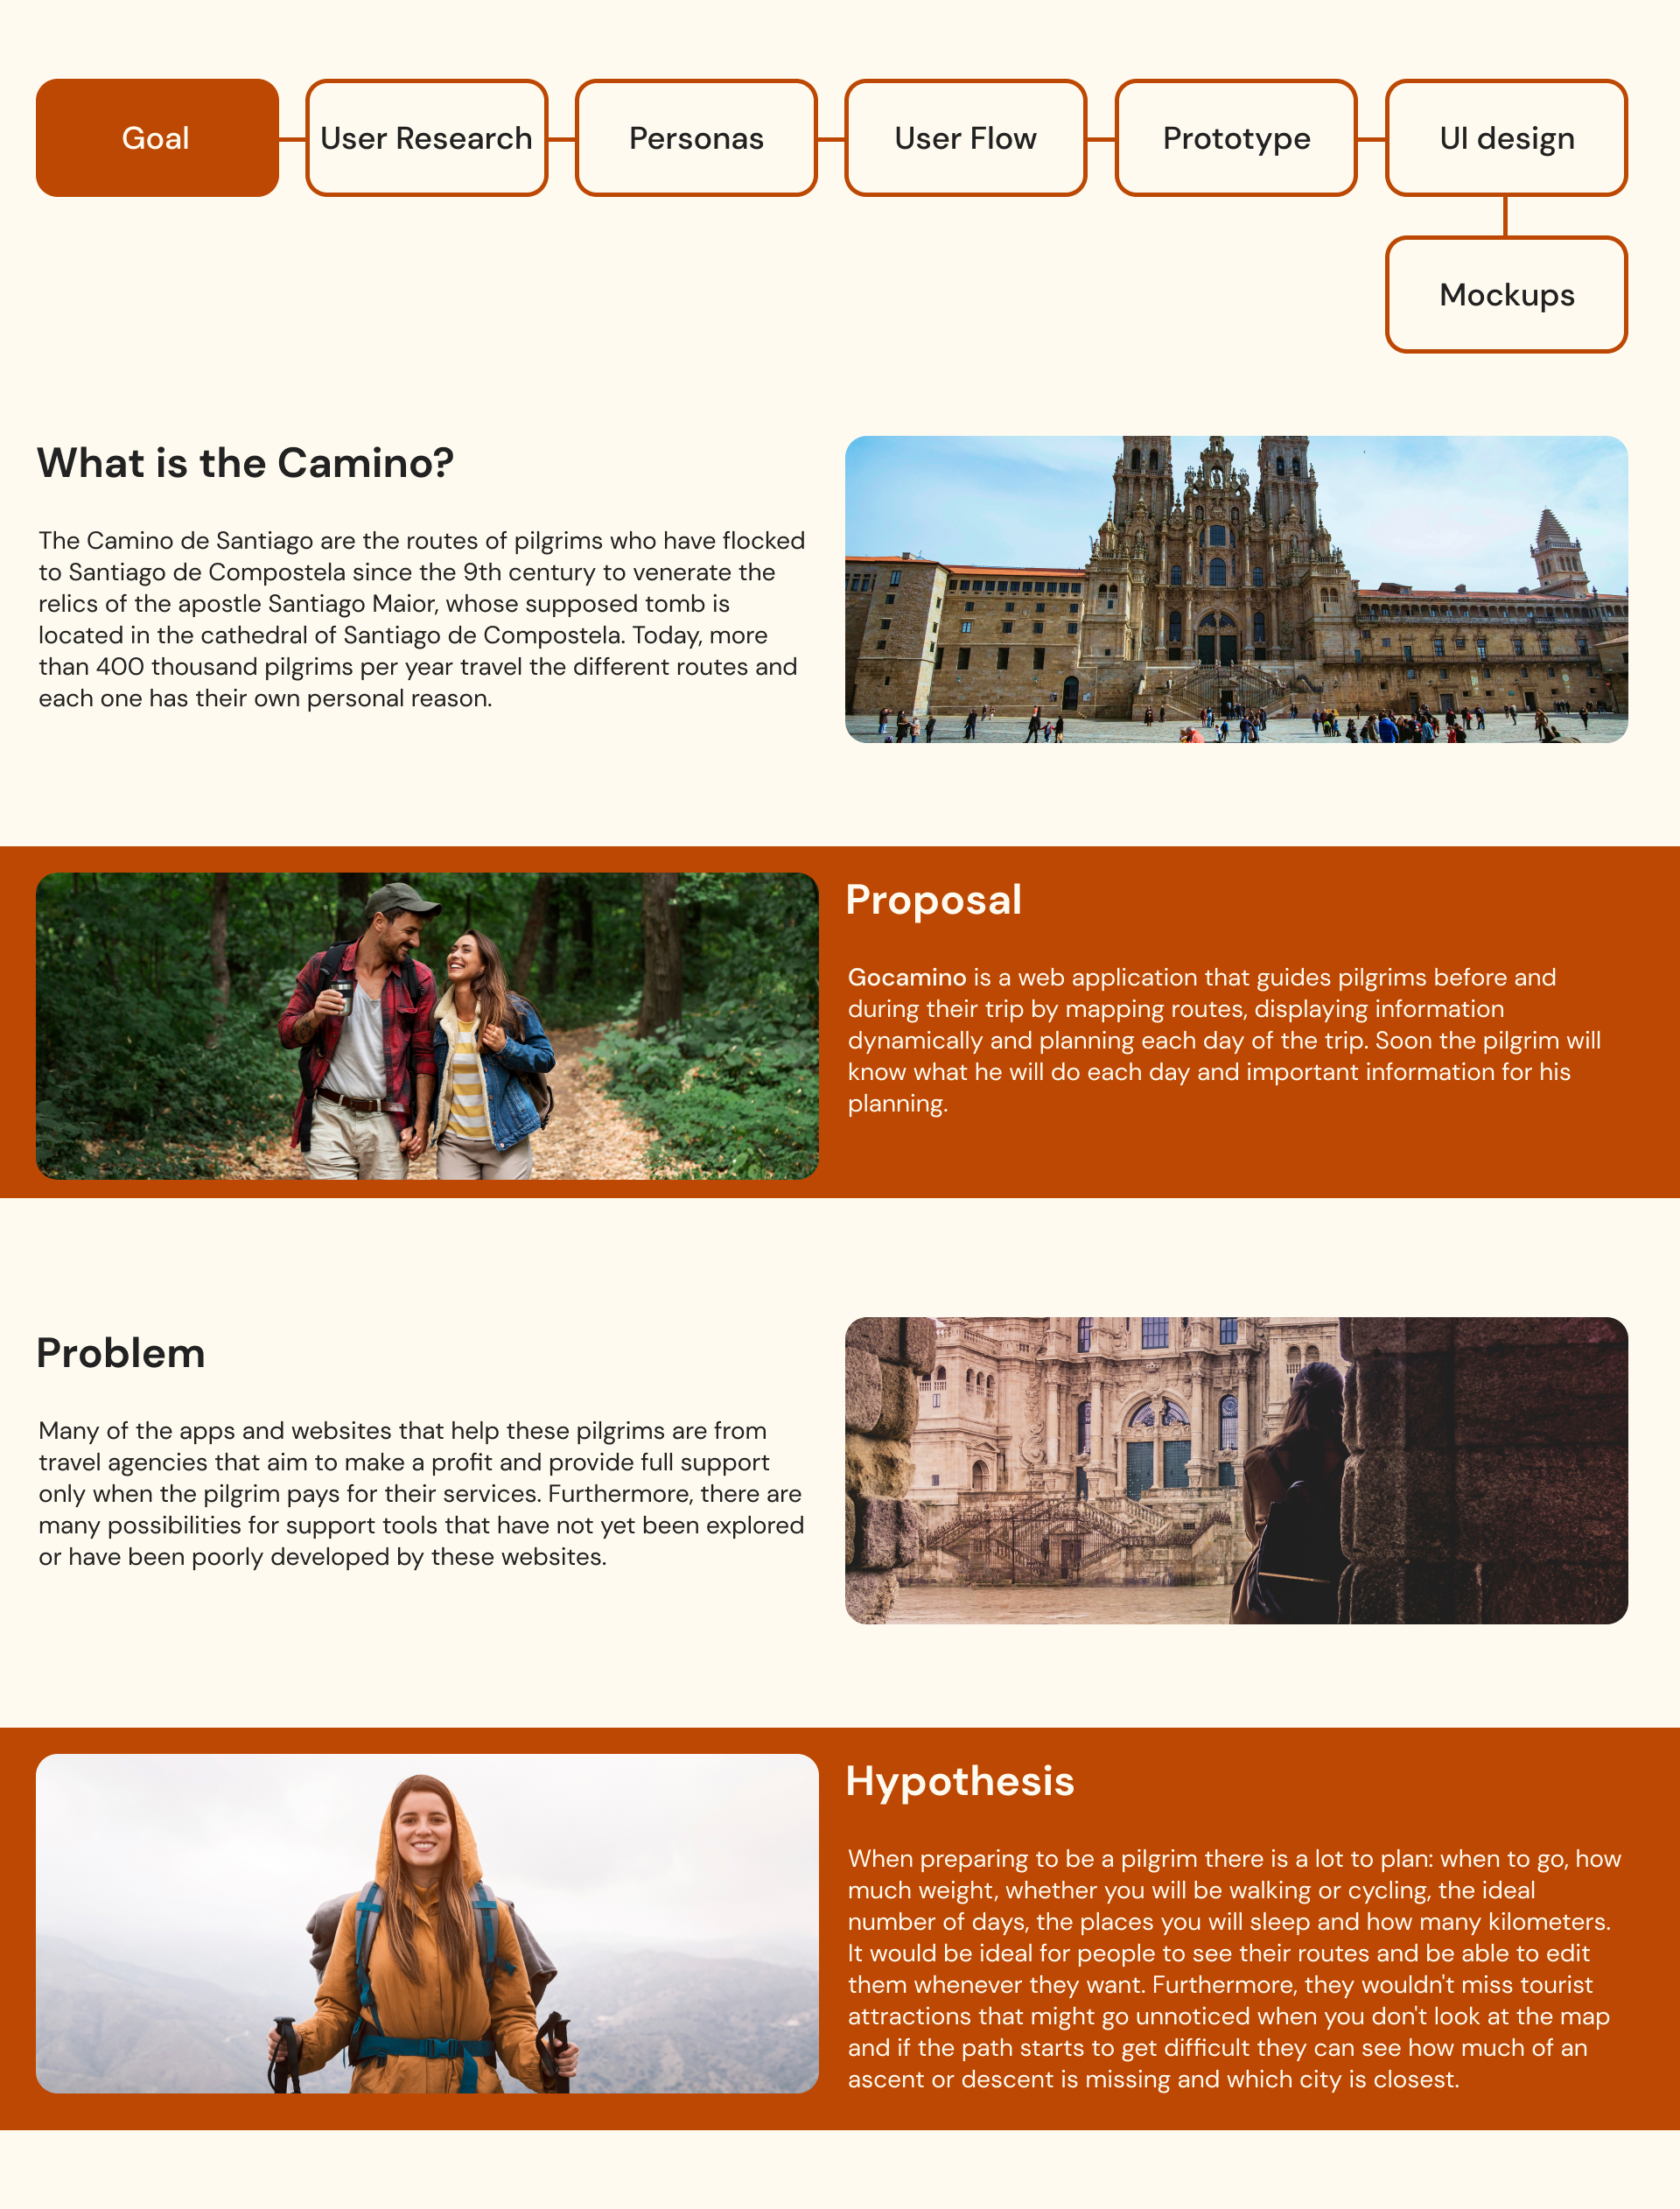 Goal
User Research
Personas
User Flow
Prototype
UI design
Mockups
What is the Camino?
The Camino de Santiago are the routes of pilgrims who have flocked
to Santiago de Compostela since the 9th century to venerate the
relics of the apostle Santiago Maior, whose supposed tomb is
located in the cathedral of Santiago de Compostela. Today, more
than 400 thousand pilgrims per year travel the different routes and
each one has their own personal reason.
Proposal
Gocamino is a web application that guides pilgrims before and
during their trip by mapping routes, displaying information
dynamically and planning each day of the trip. Soon the pilgrim will
know what he will do each day and important information for his
planning.
Problem
Many of the apps and websites that help these pilgrims are from
travel agencies that aim to make a profit and provide full support
only when the pilgrim pays for their services. Furthermore, there are
many possibilities for support tools that have not yet been explored
or have been poorly developed by these websites.
Hypothesis
When preparing to be a pilgrim there is a lot to plan: when to go, how
much weight, whether you will be walking or cycling, the ideal
number of days, the places you will sleep and how many kilometers.
It would be ideal for people to see their routes and be able to edit
them whenever they want. Furthermore, they wouldn't miss tourist
attractions that might go unnoticed when you don't look at the map
and if the path starts to get difficult they can see how much of an
ascent or descent is missing and which city is closest.